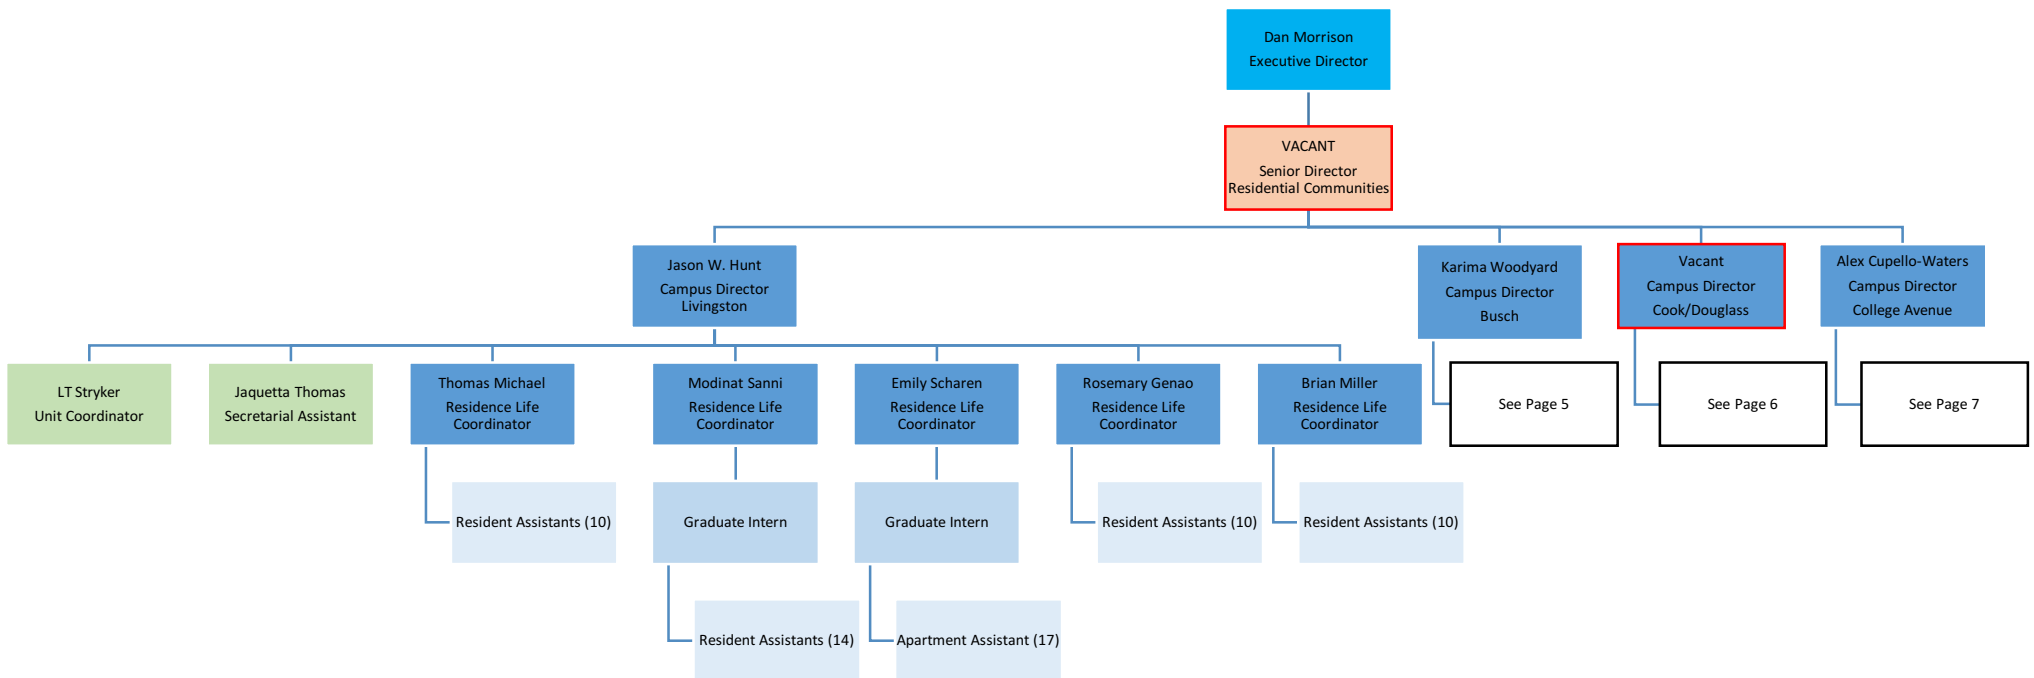 Dan Morrison
Executive Director
VACANT
Senior Director
Residential Communities
Jason W. Hunt
Campus Director
Livingston
Karima Woodyard
Campus Director
Busch
Vacant
Campus Director
Cook/Douglass
Alex Cupello-Waters
Campus Director
College Avenue
LT Stryker
Unit Coordinator
Jaquetta Thomas
Secretarial Assistant
Thomas Michael
Residence Life
Coordinator
Modinat Sanni
Residence Life
Coordinator
Emily Scharen
Residence Life
Coordinator
Rosemary Genao
Residence Life
Coordinator
Brian Miller
Residence Life
Coordinator
See Page 5
See Page 6
See Page 7
Resident Assistants (10)
Graduate Intern
Graduate Intern
Resident Assistants (10)
Resident Assistants (10)
Resident Assistants (14)
Apartment Assistant (17)